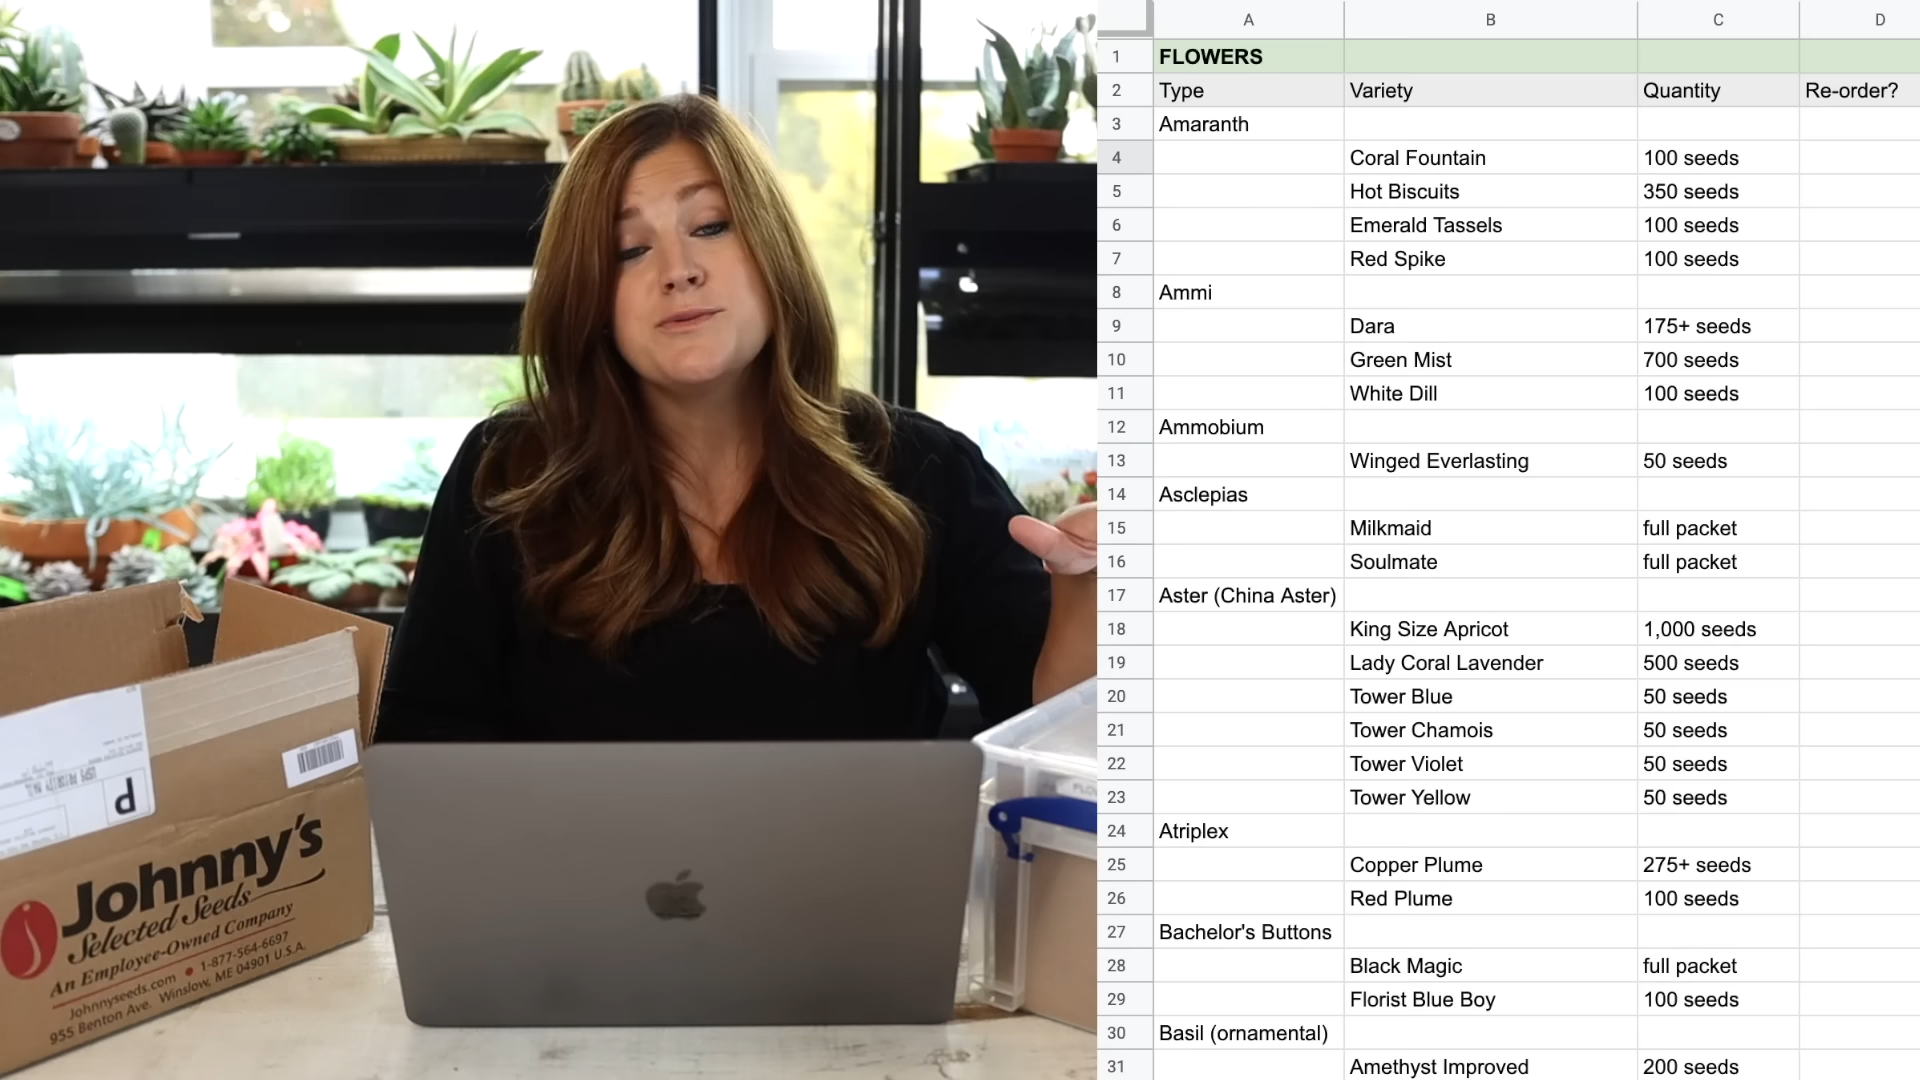 P
Johnny's
Selected Seeds
An Employee-Owned Company
Johnnyseeds.com • 1-877-564-6697
955 Benton Ave. Winslow, ME 04901 U.S.A.
A B C D
1 FLOWERS
2 Type Variety Quantity Re-order?
3 Amaranth
4 Coral Fountain 100 seeds
5 Hot Biscuits 350 seeds
6 Emerald Tassels 100 seeds
7 Red Spike 100 seeds
8 Ammi
9 Dara 175+ seeds
10 Green Mist 700 seeds
11 White Dill 100 seeds
12 Ammobium
13 Winged Everlasting 50 seeds
14 Asclepias
15 Milkmaid full packet
16 Soulmate full packet
17 Aster (China Aster)
18 King Size Apricot 1,000 seeds
19 Lady Coral Lavender 500 seeds
20 Tower Blue 50 seeds
21 Tower Chamois 50 seeds
22 Tower Violet 50 seeds
23 Tower Yellow 50 seeds
24 Atriplex
25 Copper Plume 275+ seeds
26 Red Plume 100 seeds
27 Bachelor's Buttons
28 Black Magic full packet
29 Florist Blue Boy 100 seeds
30 Basil (ornamental)
31 Amethyst Improved 200 seeds